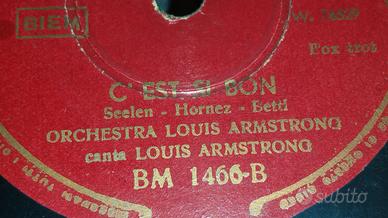 BIEM
Fox trot
C'EST SI BON
Seelen - Hornez - Betti
ORCHESTRA LOUIS ARMSTRONG
canta LOUIS ARMSTRONG
BM 1466-B
subito